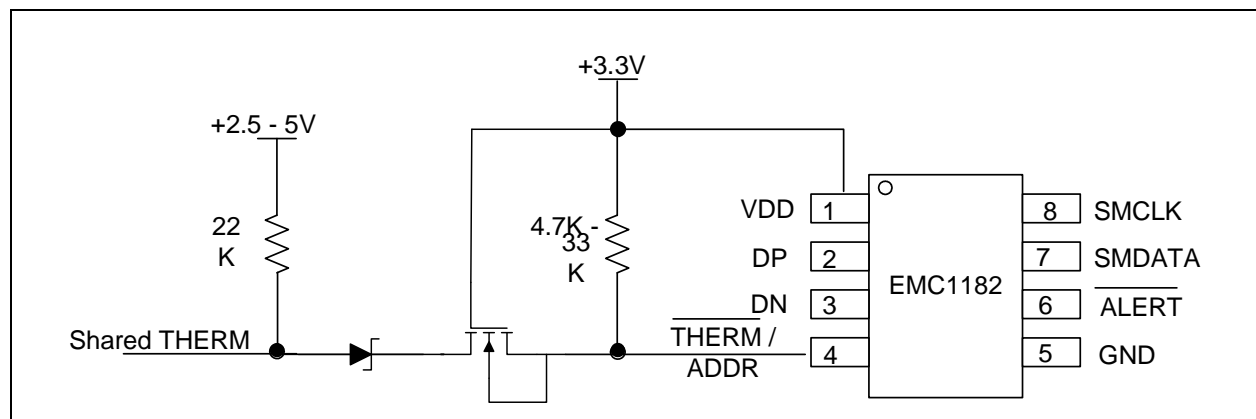 +3.3V
+2.5 - 5V
22
K
4.7K -
33
K
Shared THERM
THERM /
ADDR
VDD
DP
DN
1
2
3
4
EMC1182
8
7
6
5
SMCLK
SMDATA
ALERT
GND